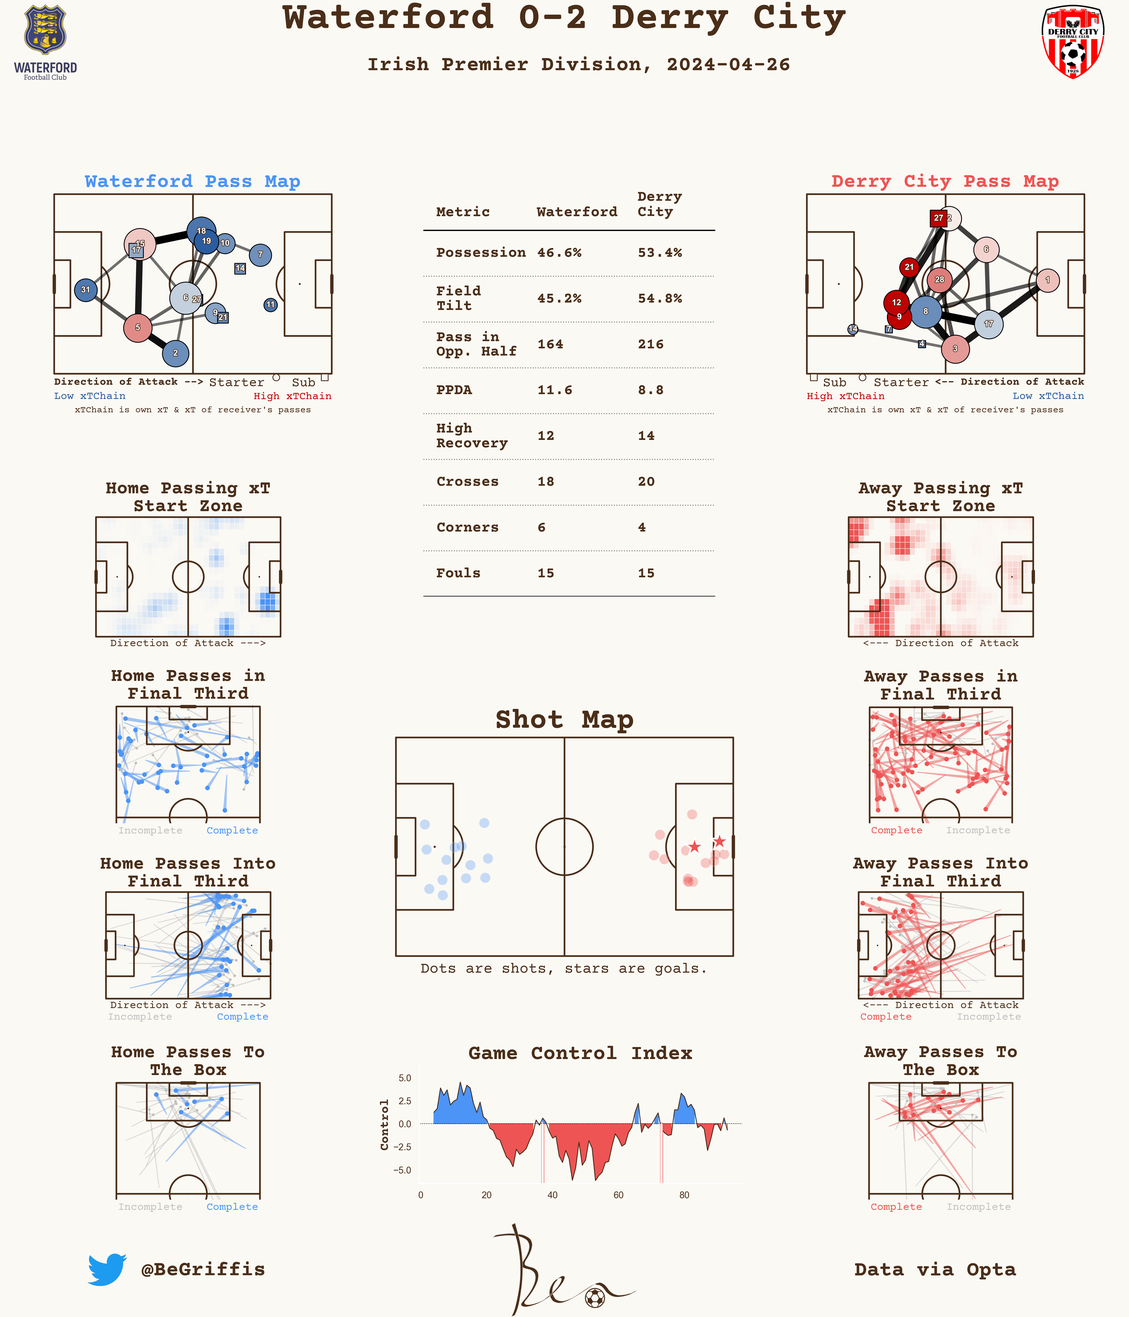 Waterford 0-2 Derry City
Irish Premier Division, 2024-04-26
WATERFORD
Football Club
DERRY CITY
FOOTBALL CLUB
1928
Waterford Pass Map
18
19
10
15
17
7
14
31
6
27
11
9
21
5
2
Direction of Attack --> Starter Sub
Low xTChain High xTChain
xTChain is own xT & xT of receiver's passes
Metric Waterford Derry City
Possession 46.6% 53.4%
Field Tilt 45.2% 54.8%
Pass in Opp. Half 164 216
PPDA 11.6 8.8
High Recovery 12 14
Crosses 18 20
Corners 6 4
Fouls 15 15
Derry City Pass Map
27
2
6
21
28
1
12
9
8
17
14
7
4
3
Sub Starter <-- Direction of Attack
High xTChain Low xTChain
xTChain is own xT & xT of receiver's passes
Home Passing xT
Start Zone
Direction of Attack --->
Away Passing xT
Start Zone
<--- Direction of Attack
Home Passes in
Final Third
Incomplete Complete
Away Passes in
Final Third
Complete Incomplete
Shot Map
Dots are shots, stars are goals.
Home Passes Into
Final Third
Direction of Attack --->
Incomplete Complete
Away Passes Into
Final Third
<--- Direction of Attack
Complete Incomplete
Home Passes To
The Box
Incomplete Complete
Game Control Index
Control
5.0
2.5
0.0
−2.5
−5.0
0 20 40 60 80
Away Passes To
The Box
Complete Incomplete
@BeGriffis
Ben
Data via Opta